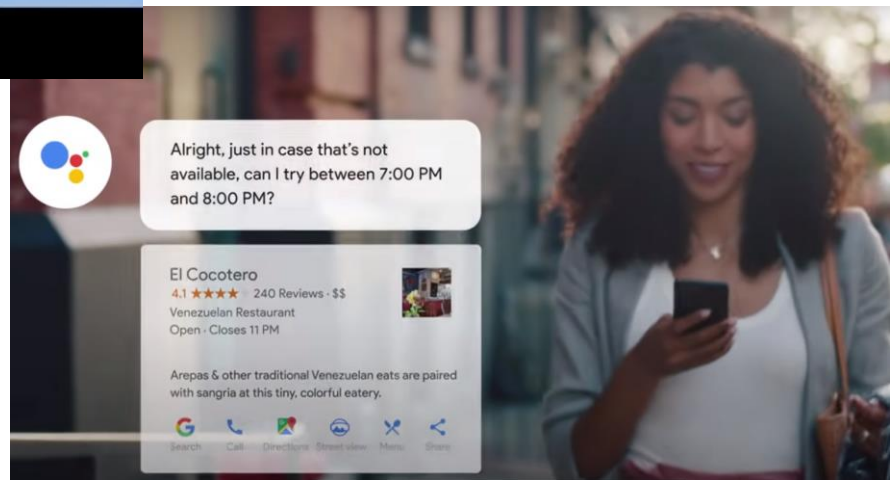 Alright, just in case that's not
available, can I try between 7:00 PM
and 8:00 PM?
El Cocotero
4.1 ★★★★ 240 Reviews · $$
Venezuelan Restaurant
Open · Closes 11 PM
Arepas & other traditional Venezuelan eats are paired
with sangria at this tiny, colorful eatery.
Search Call Directions Street view Menu Share